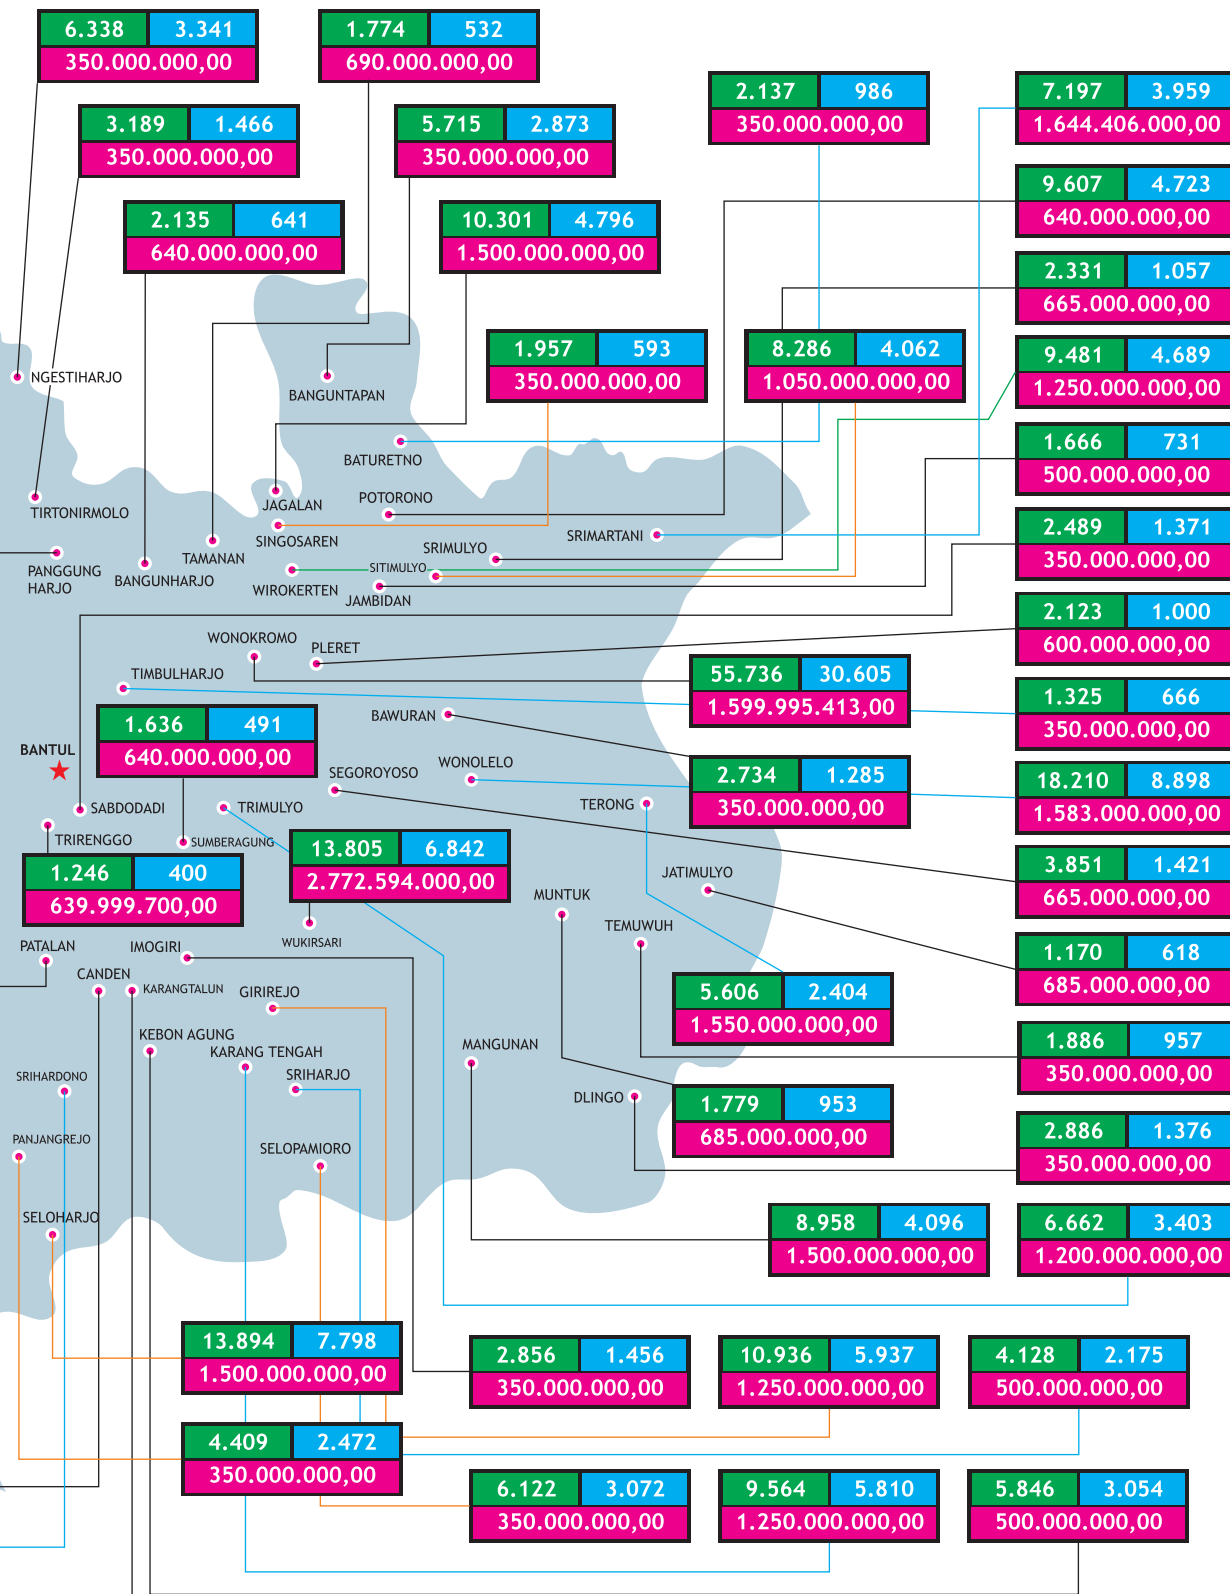 6.338 3.341
350.000.000,00
1.774 532
690.000.000,00
2.137 986
350.000.000,00
7.197 3.959
1.644.406.000,00
3.189 1.466
350.000.000,00
5.715 2.873
350.000.000,00
9.607 4.723
640.000.000,00
2.135 641
640.000.000,00
10.301 4.796
1.500.000.000,00
2.331 1.057
665.000.000,00
1.957 593
350.000.000,00
8.286 4.062
1.050.000.000,00
9.481 4.689
1.250.000.000,00
NGESTIHARJO
BANGUNTAPAN
1.666 731
500.000.000,00
BATURETNO
POTORONO
JAGALAN
TIRTONIRMOLO
2.489 1.371
350.000.000,00
SINGOSAREN
SRIMARTANI
SRIMULYO
TAMANAN
SITIMULYO
PANGGUNG
HARJO
BANGUNHARJO
WIROKERTEN
JAMBIDAN
2.123 1.000
600.000.000,00
WONOKROMO
PLERET
TIMBULHARJO
55.736 30.605
1.599.995.413,00
1.325 666
350.000.000,00
BAWURAN
1.636 491
640.000.000,00
BANTUL
WONOLELO
SEGOROYOSO
2.734 1.285
350.000.000,00
18.210 8.898
1.583.000.000,00
TERONG
SABDODADI
TRIMULYO
TRIRENGGO
SUMBERAGUNG
13.805 6.842
2.772.594.000,00
1.246 400
639.999.700,00
3.851 1.421
665.000.000,00
JATIMULYO
MUNTUK
TEMUWUH
WUKIRSARI
PATALAN
IMOGIRI
1.170 618
685.000.000,00
CANDEN
KARANGTALUN
GIRIREJO
5.606 2.404
1.550.000.000,00
KEBON AGUNG
KARANG TENGAH
MANGUNAN
1.886 957
350.000.000,00
SRIHARDONO
SRIHARJO
DLINGO
1.779 953
685.000.000,00
PANJANGREJO
SELOPAMIORO
2.886 1.376
350.000.000,00
SELOHARJO
8.958 4.096
1.500.000.000,00
6.662 3.403
1.200.000.000,00
13.894 7.798
1.500.000.000,00
2.856 1.456
350.000.000,00
10.936 5.937
1.250.000.000,00
4.128 2.175
500.000.000,00
4.409 2.472
350.000.000,00
6.122 3.072
350.000.000,00
9.564 5.810
1.250.000.000,00
5.846 3.054
500.000.000,00